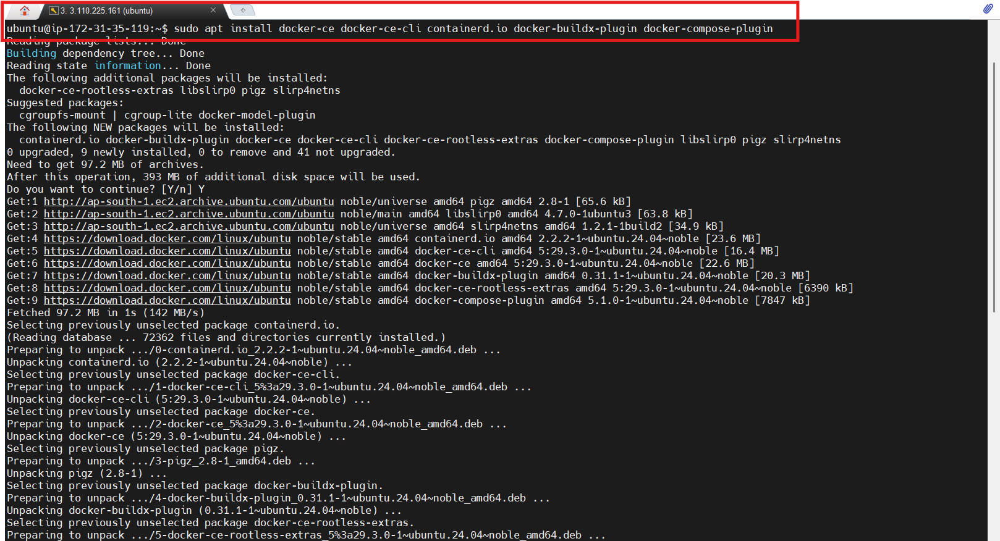 3. 3.110.225.161 (ubuntu)
ubuntu@ip-172-31-35-119:~$ sudo apt install docker-ce docker-ce-cli containerd.io docker-buildx-plugin docker-compose-plugin
Reading package lists... Done
Building dependency tree... Done
Reading state information... Done
The following additional packages will be installed:
  docker-ce-rootless-extras libslirp0 pigz slirp4netns
Suggested packages:
  cgroupfs-mount | cgroup-lite docker-model-plugin
The following NEW packages will be installed:
  containerd.io docker-buildx-plugin docker-ce docker-ce-cli docker-ce-rootless-extras docker-compose-plugin libslirp0 pigz slirp4netns
0 upgraded, 9 newly installed, 0 to remove and 41 not upgraded.
Need to get 97.2 MB of archives.
After this operation, 393 MB of additional disk space will be used.
Do you want to continue? [Y/n] Y
Get:1 http://ap-south-1.ec2.archive.ubuntu.com/ubuntu noble/universe amd64 pigz amd64 2.8-1 [65.6 kB]
Get:2 http://ap-south-1.ec2.archive.ubuntu.com/ubuntu noble/main amd64 libslirp0 amd64 4.7.0-1ubuntu3 [63.8 kB]
Get:3 http://ap-south-1.ec2.archive.ubuntu.com/ubuntu noble/universe amd64 slirp4netns amd64 1.2.1-1build2 [34.9 kB]
Get:4 https://download.docker.com/linux/ubuntu noble/stable amd64 containerd.io amd64 2.2.2-1~ubuntu.24.04~noble [23.6 MB]
Get:5 https://download.docker.com/linux/ubuntu noble/stable amd64 docker-ce-cli amd64 5:29.3.0-1~ubuntu.24.04~noble [16.4 MB]
Get:6 https://download.docker.com/linux/ubuntu noble/stable amd64 docker-ce amd64 5:29.3.0-1~ubuntu.24.04~noble [22.6 MB]
Get:7 https://download.docker.com/linux/ubuntu noble/stable amd64 docker-buildx-plugin amd64 0.31.1-1~ubuntu.24.04~noble [20.3 MB]
Get:8 https://download.docker.com/linux/ubuntu noble/stable amd64 docker-ce-rootless-extras amd64 5:29.3.0-1~ubuntu.24.04~noble [6390 kB]
Get:9 https://download.docker.com/linux/ubuntu noble/stable amd64 docker-compose-plugin amd64 5.1.0-1~ubuntu.24.04~noble [7847 kB]
Fetched 97.2 MB in 1s (142 MB/s)
Selecting previously unselected package containerd.io.
(Reading database ... 72362 files and directories currently installed.)
Preparing to unpack .../0-containerd.io_2.2.2-1~ubuntu.24.04~noble_amd64.deb ...
Unpacking containerd.io (2.2.2-1~ubuntu.24.04~noble) ...
Selecting previously unselected package docker-ce-cli.
Preparing to unpack .../1-docker-ce-cli_5%3a29.3.0-1~ubuntu.24.04~noble_amd64.deb ...
Unpacking docker-ce-cli (5:29.3.0-1~ubuntu.24.04~noble) ...
Selecting previously unselected package docker-ce.
Preparing to unpack .../2-docker-ce_5%3a29.3.0-1~ubuntu.24.04~noble_amd64.deb ...
Unpacking docker-ce (5:29.3.0-1~ubuntu.24.04~noble) ...
Selecting previously unselected package pigz.
Preparing to unpack .../3-pigz_2.8-1_amd64.deb ...
Unpacking pigz (2.8-1) ...
Selecting previously unselected package docker-buildx-plugin.
Preparing to unpack .../4-docker-buildx-plugin_0.31.1-1~ubuntu.24.04~noble_amd64.deb ...
Unpacking docker-buildx-plugin (0.31.1-1~ubuntu.24.04~noble) ...
Selecting previously unselected package docker-ce-rootless-extras.
Preparing to unpack .../5-docker-ce-rootless-extras_5%3a29.3.0-1~ubuntu.24.04~noble_amd64.deb ...